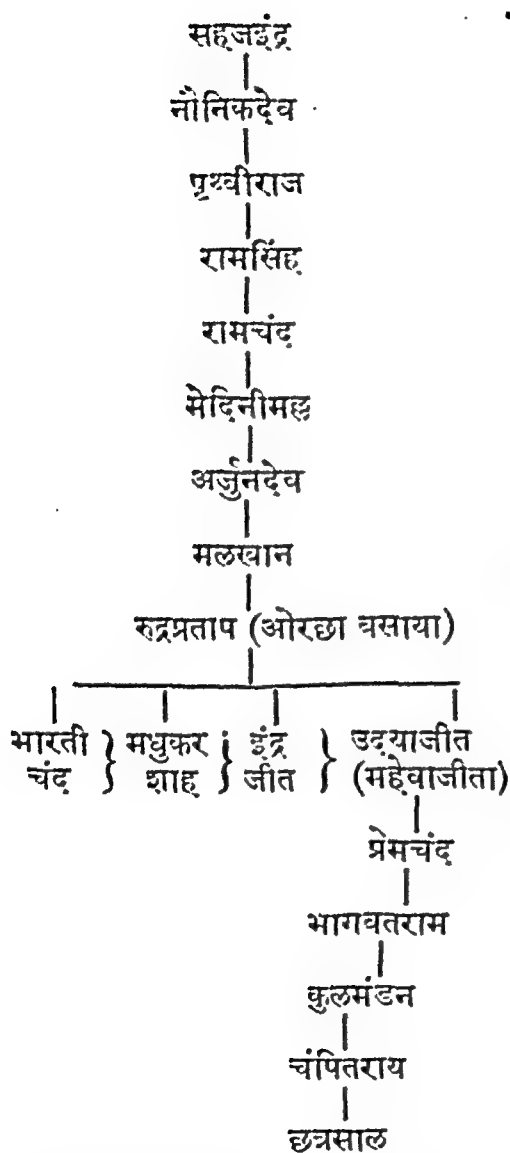 सहजइंद्र
नौनिकदेव
पृथ्वीराज
रामसिंह
रामचंद
मेदिनीमल्ल
अर्जुनदेव
मलखान
रुद्रप्रताप (ओरछा बसाया)
भारती } मधुकर } इंद्र } उदयाजीत
चंद शाह जीत (महेवाजीता)
प्रेमचंद
भागवतराम
कुलमंडन
चंपितराय
छत्रसाल